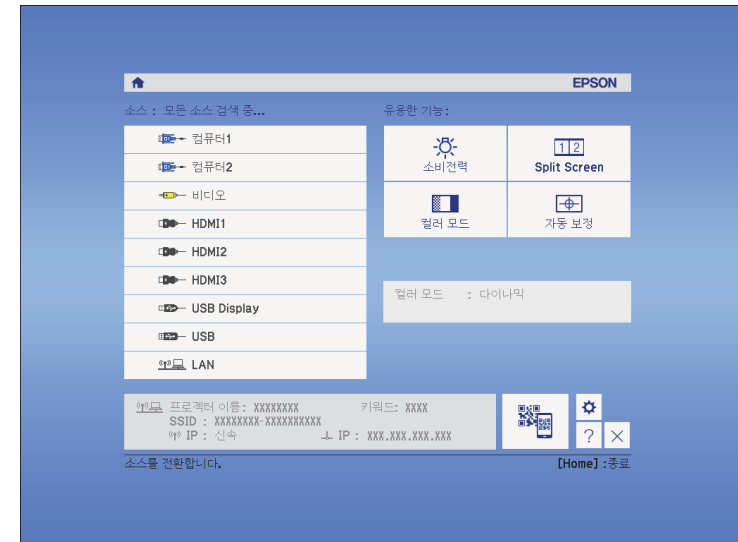 EPSON
소스 : 모든 소스 검색 중...
유용한 기능:
컴퓨터1
컴퓨터2
비디오
HDMI1
HDMI2
HDMI3
USB Display
USB
LAN
소비전력
1 2
Split Screen
컬러 모드
자동 보정
컬러 모드 : 다이나믹
프로젝터 이름: XXXXXXXX 키워드: XXXX
SSID : XXXXXXXX-XXXXXXXXXX
IP : 신속 IP : XXX.XXX.XXX.XXX
?
소스를 전환합니다. [Home] :종료